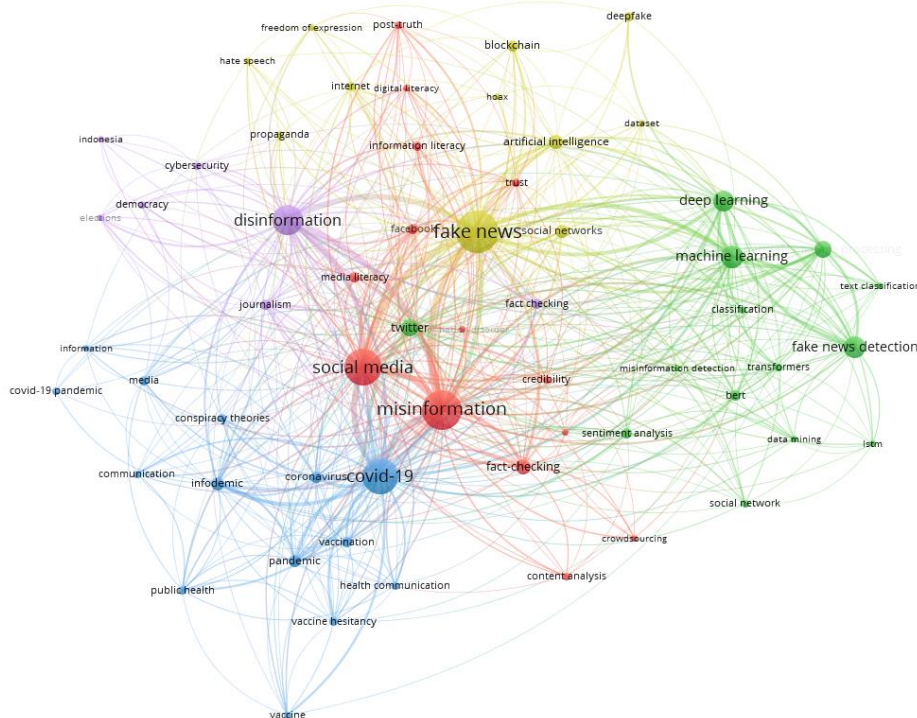 deepfake
post-truth
freedom of expression
blockchain
hate speech
internet
digital literacy
hoax
dataset
propaganda
indonesia
information literacy
artificial intelligence
cybersecurity
trust
democracy
deep learning
elections
disinformation
facebook
fake news
social networks
processing
machine learning
media literacy
text classification
journalism
fact checking
classification
twitter
information
fake news detection
social media
misinformation detection
transformers
covid-19 pandemic
media
credibility
bert
misinformation
conspiracy theories
sentiment analysis
data mining
lstm
communication
infodemic
coronavirus
covid-19
fact-checking
social network
vaccination
crowdsourcing
pandemic
content analysis
public health
health communication
vaccine hesitancy
vaccine